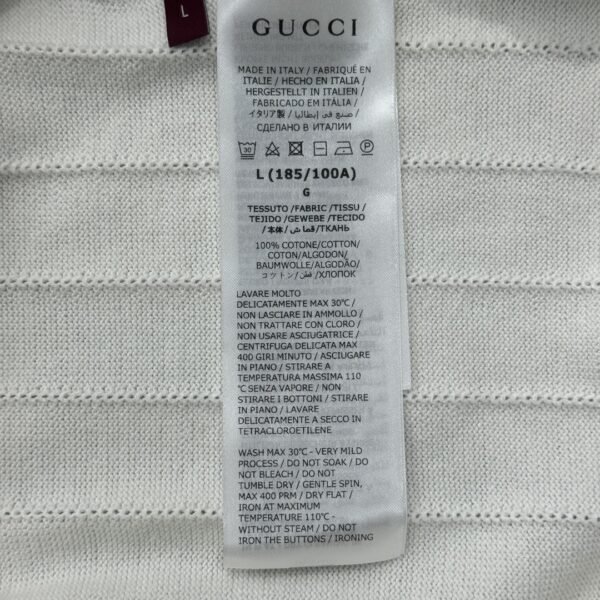 L
GUCCI
MADE IN ITALY / FABRIQUÉ EN
ITALIE / HECHO EN ITALIA /
HERGESTELLT IN ITALIEN /
FABRICADO EM ITÁLIA /
イタリア製 / صنع في إيطاليا /
СДЕЛАНО В ИТАЛИИ
30
P
L (185/100A)
G
TESSUTO /FABRIC /TISSU /
TEJIDO /GEWEBE /TECIDO
/本体/ قماش /ТКАНЬ
100% COTONE/COTTON/
COTON/ALGODON/
BAUMWOLLE/ALGODÃO/
コットン/قطن/ХЛОПОК
LAVARE MOLTO
DELICATAMENTE MAX 30℃ /
NON LASCIARE IN AMMOLLO /
NON TRATTARE CON CLORO /
NON USARE ASCIUGATRICE /
CENTRIFUGA DELICATA MAX
400 GIRI MINUTO / ASCIUGARE
IN PIANO / STIRARE A
TEMPERATURA MASSIMA 110
℃ SENZA VAPORE / NON
STIRARE I BOTTONI / STIRARE
IN PIANO / LAVARE
DELICATAMENTE A SECCO IN
TETRACLOROETILENE
WASH MAX 30℃ - VERY MILD
PROCESS / DO NOT SOAK / DO
NOT BLEACH / DO NOT
TUMBLE DRY / GENTLE SPIN,
MAX 400 PRM / DRY FLAT /
IRON AT MAXIMUM
TEMPERATURE 110℃ -
WITHOUT STEAM / DO NOT
IRON THE BUTTONS / IRONING